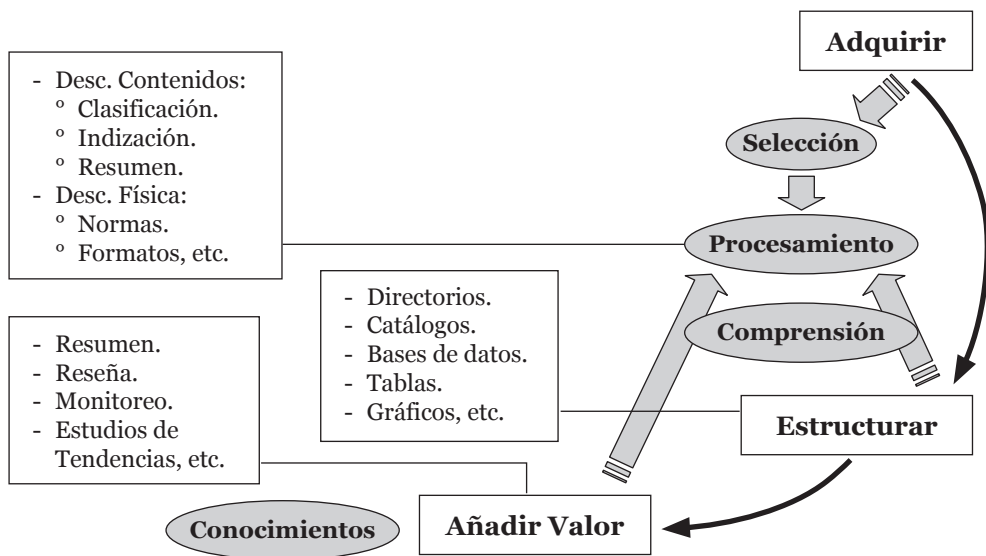 Adquirir
- Desc. Contenidos:
º Clasificación.
º Indización.
º Resumen.
- Desc. Física:
º Normas.
º Formatos, etc.
Selección
Procesamiento
- Directorios.
- Catálogos.
- Bases de datos.
- Tablas.
- Gráficos, etc.
Comprensión
- Resumen.
- Reseña.
- Monitoreo.
- Estudios de
Tendencias, etc.
Estructurar
Conocimientos
Añadir Valor